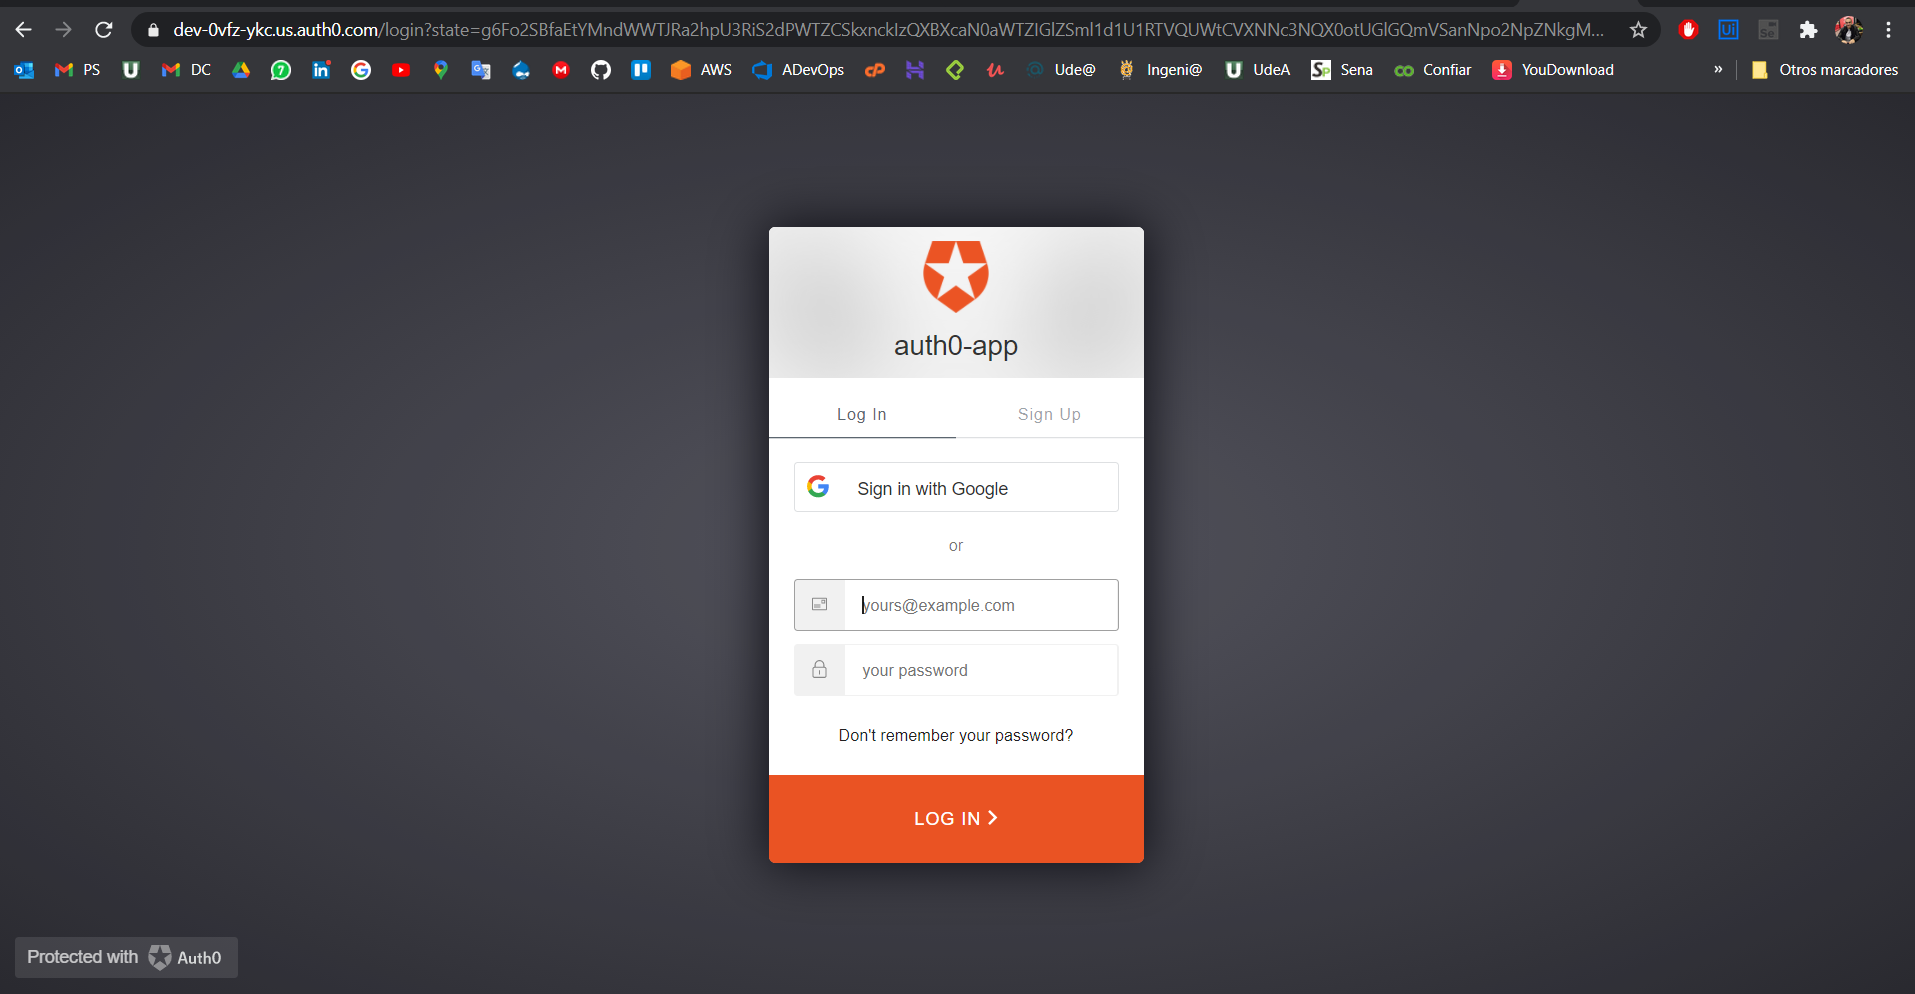 dev-0vfz-ykc.us.auth0.com/login?state=g6Fo2SBfaEtYMndWWTJRa2hpU3RiS2dPWTZCSkxnckIzQXBXcaN0aWTZIGlZSml1d1U1RTVQUWtCVXNNc3NQX0otUGlGQmVSanNpo2NpZNkgM...
PS DC AWS ADevOps Ude@ Ingeni@ UdeA Sena Confiar YouDownload » Otros marcadores
auth0-app
Log In Sign Up
Sign in with Google
or
yours@example.com
your password
Don't remember your password?
LOG IN
Protected with Auth0